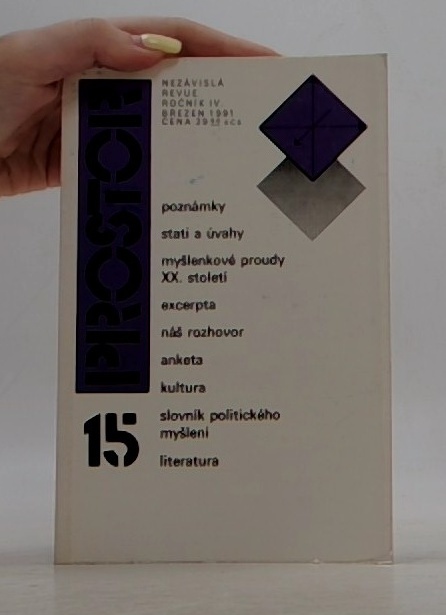 PROSTOR
NEZÁVISLÁ
REVUE
ROČNÍK IV.
BŘEZEN 1991
CENA
poznámky
stati a úvahy
myšlenkové proudy
XX. století
excerpta
náš rozhovor
anketa
kultura
slovník politického
myšlení
literatura
15